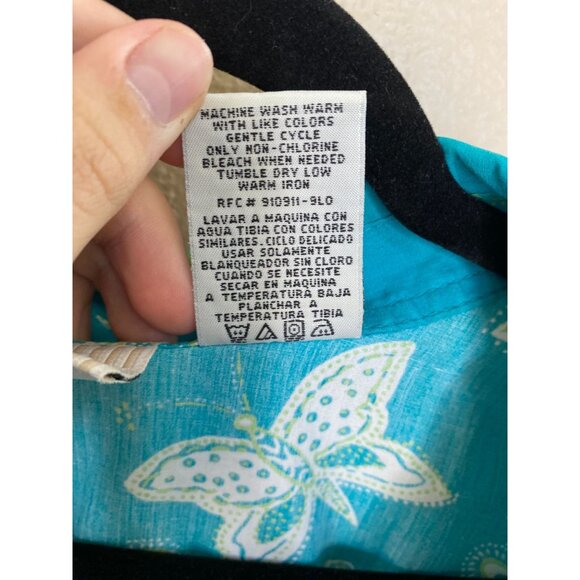 MACHINE WASH WARM
WITH LIKE COLORS
GENTLE CYCLE
ONLY NON-CHLORINE
BLEACH WHEN NEEDED
TUMBLE DRY LOW
WARM IRON
RFC # 910911-9L0
LAVAR A MAQUINA CON
AGUA TIBIA CON COLORES
SIMILARES. CICLO DELICADO
USAR SOLAMENTE
BLANQUEADOR SIN CLORO
CUANDO SE NECESITE
SECAR EN MAQUINA
A TEMPERATURA BAJA
PLANCHAR A
TEMPERATURA TIBIA